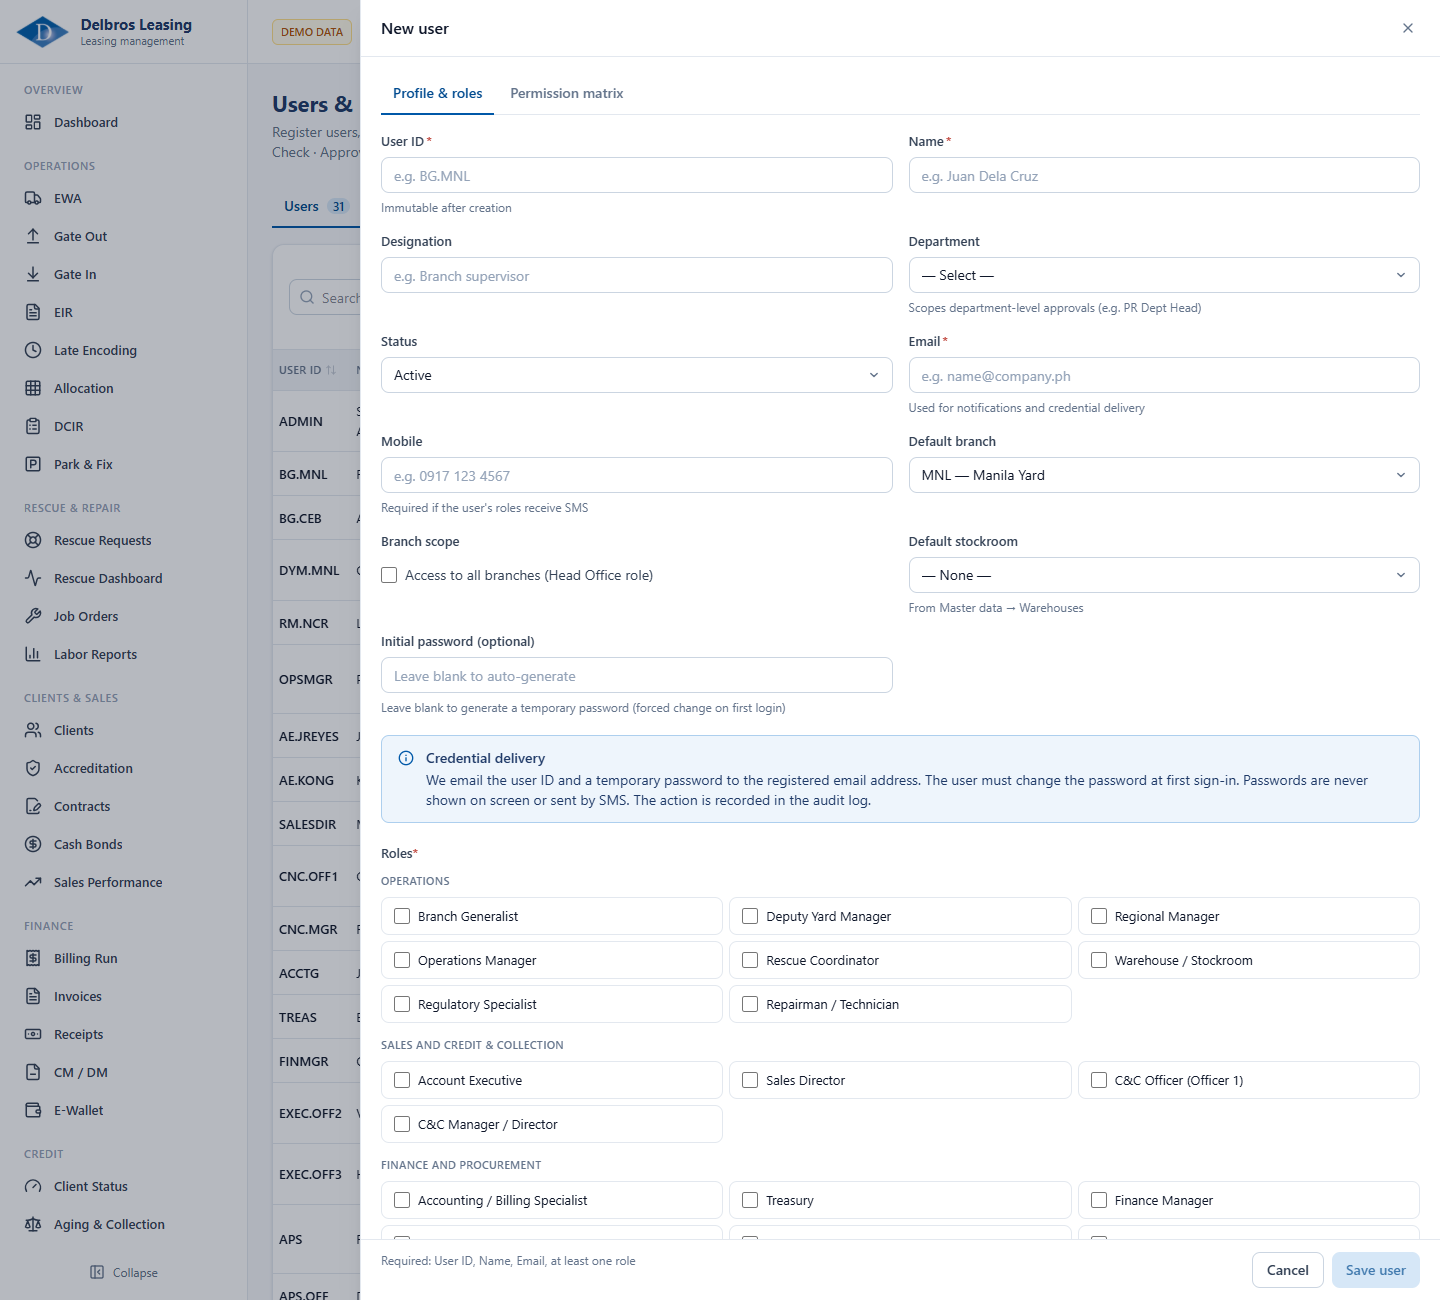 Delbros Leasing
Leasing management
OVERVIEW
Dashboard
OPERATIONS
EWA
Gate Out
Gate In
EIR
Late Encoding
Allocation
DCIR
Park & Fix
RESCUE & REPAIR
Rescue Requests
Rescue Dashboard
Job Orders
Labor Reports
CLIENTS & SALES
Clients
Accreditation
Contracts
Cash Bonds
Sales Performance
FINANCE
Billing Run
Invoices
Receipts
CM / DM
E-Wallet
CREDIT
Client Status
Aging & Collection
Collapse
DEMO DATA
Users &
Register users,
Check · Approv
Users 31
Search
USER ID
ADMIN
BG.MNL
BG.CEB
DYM.MNL
RM.NCR
OPSMGR
AE.JREYES
AE.KONG
SALESDIR
CNC.OFF1
CNC.MGR
ACCTG
TREAS
FINMGR
EXEC.OFF2
EXEC.OFF3
APS
APS.OFF
New user
Profile & roles
Permission matrix
User ID *
e.g. BG.MNL
Immutable after creation
Name *
e.g. Juan Dela Cruz
Designation
e.g. Branch supervisor
Department
— Select —
Scopes department-level approvals (e.g. PR Dept Head)
Status
Active
Email *
e.g. name@company.ph
Used for notifications and credential delivery
Mobile
e.g. 0917 123 4567
Required if the user's roles receive SMS
Default branch
MNL — Manila Yard
Branch scope
Access to all branches (Head Office role)
Default stockroom
— None —
From Master data → Warehouses
Initial password (optional)
Leave blank to auto-generate
Leave blank to generate a temporary password (forced change on first login)
Credential delivery
We email the user ID and a temporary password to the registered email address. The user must change the password at first sign-in. Passwords are never
shown on screen or sent by SMS. The action is recorded in the audit log.
Roles*
OPERATIONS
Branch Generalist
Deputy Yard Manager
Regional Manager
Operations Manager
Rescue Coordinator
Warehouse / Stockroom
Regulatory Specialist
Repairman / Technician
SALES AND CREDIT & COLLECTION
Account Executive
Sales Director
C&C Officer (Officer 1)
C&C Manager / Director
FINANCE AND PROCUREMENT
Accounting / Billing Specialist
Treasury
Finance Manager
Required: User ID, Name, Email, at least one role
Cancel
Save user